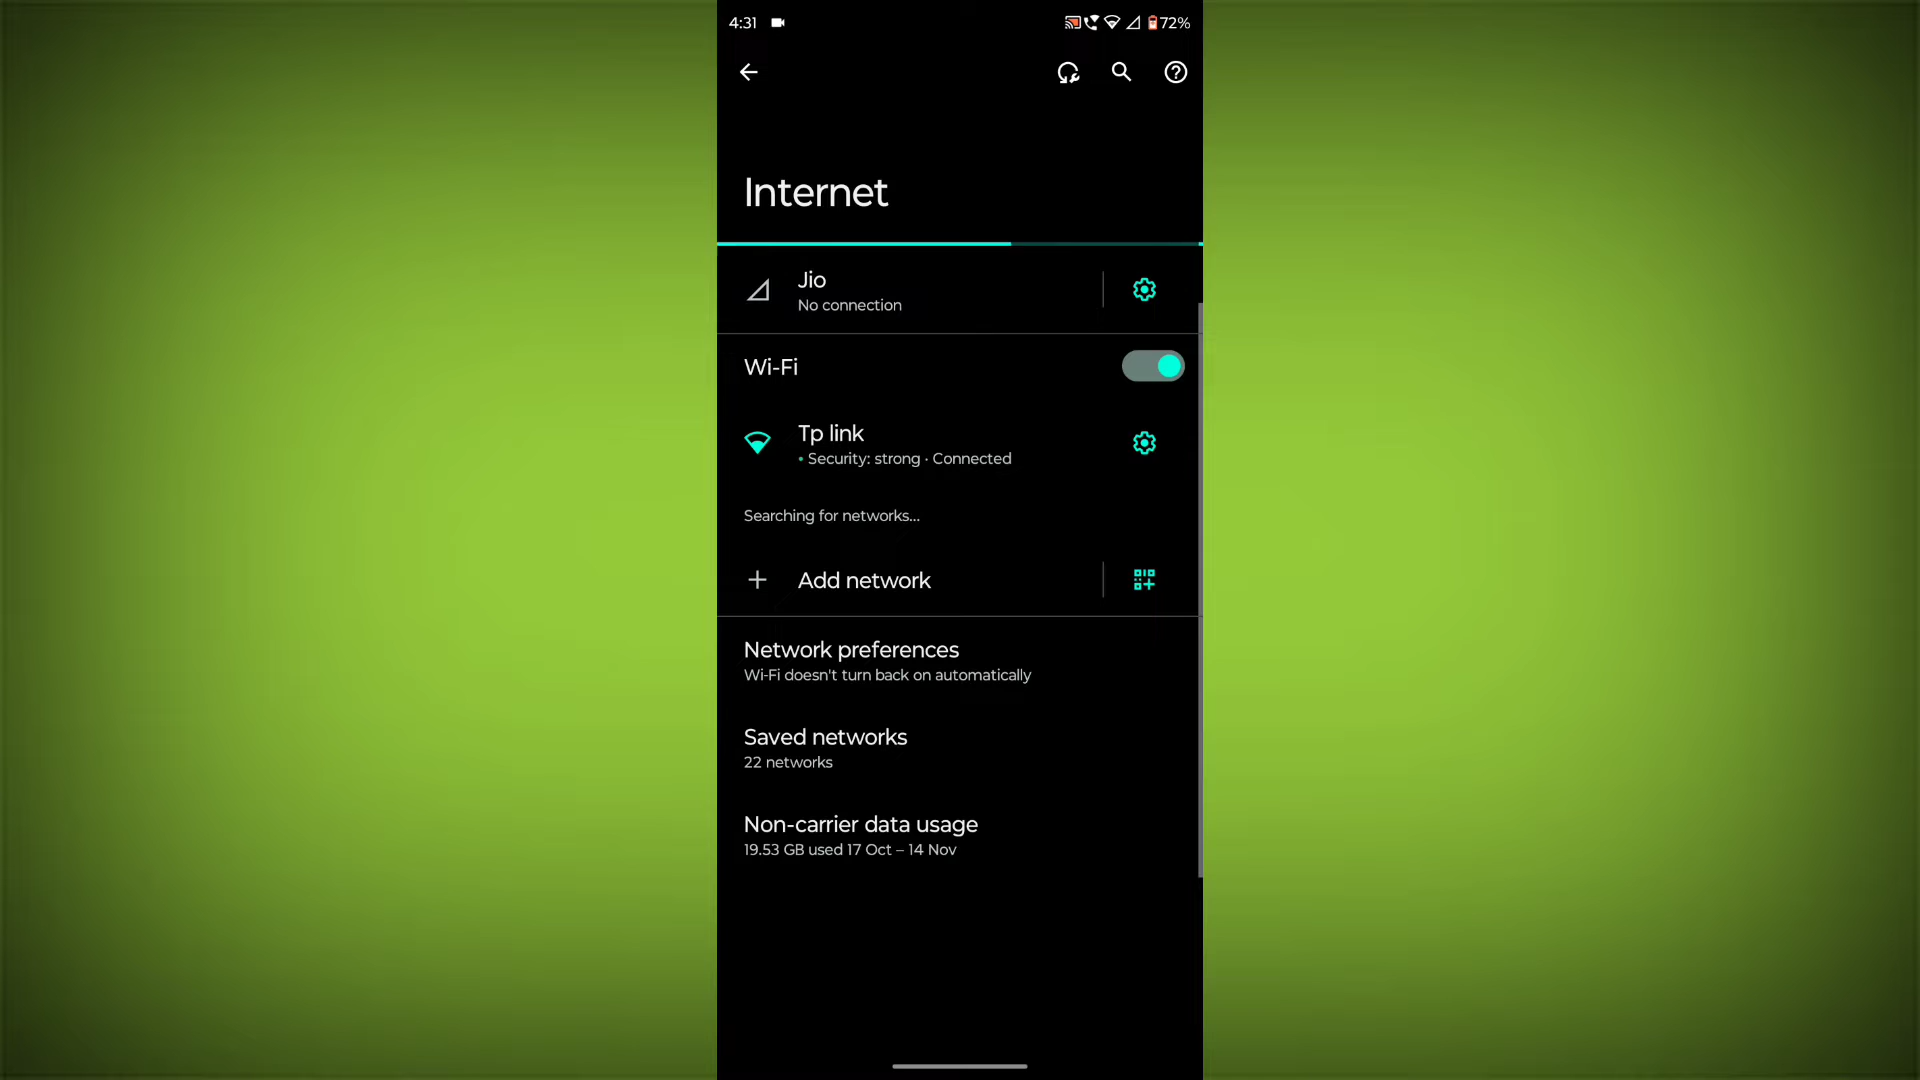 4:31
72%
Internet
Jio
No connection
Wi-Fi
Tp link
• Security: strong · Connected
Searching for networks...
Add network
Network preferences
Wi-Fi doesn't turn back on automatically
Saved networks
22 networks
Non-carrier data usage
19.53 GB used 17 Oct – 14 Nov